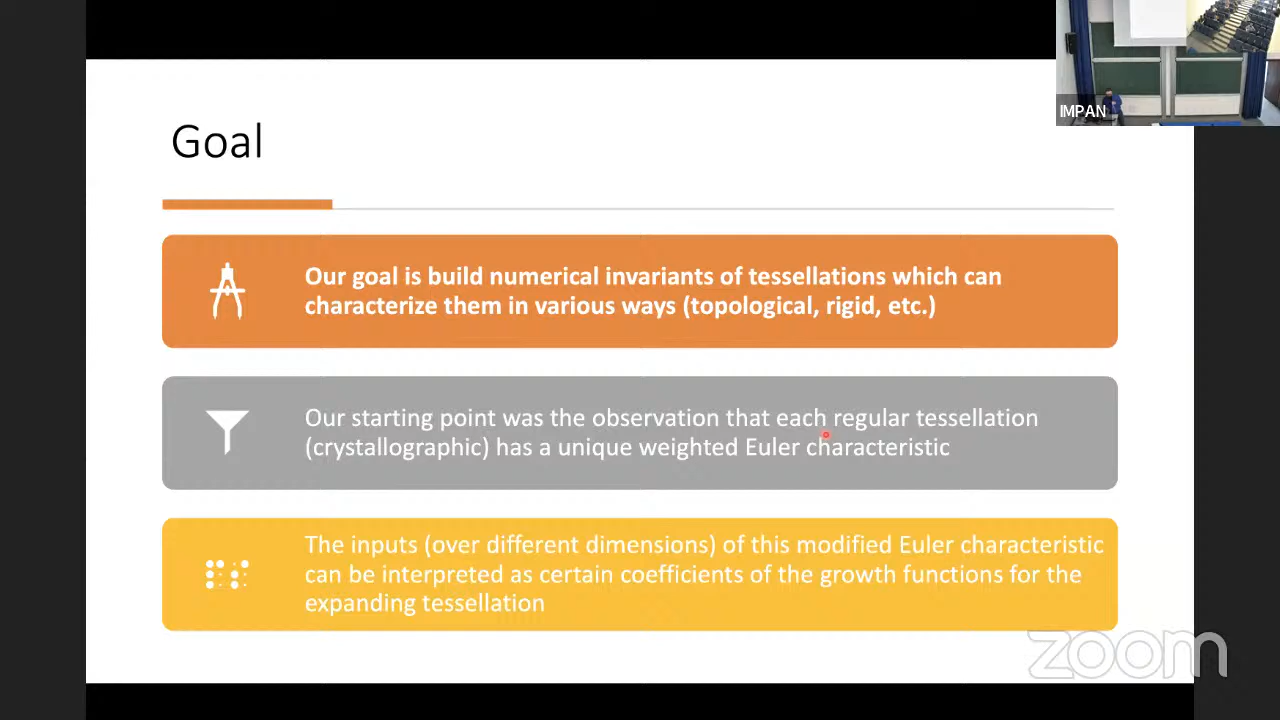 IMPAN
Goal
Our goal is build numerical invariants of tessellations which can
characterize them in various ways (topological, rigid, etc.)
Our starting point was the observation that each regular tessellation
(crystallographic) has a unique weighted Euler characteristic
The inputs (over different dimensions) of this modified Euler characteristic
can be interpreted as certain coefficients of the growth functions for the
expanding tessellation
zoom